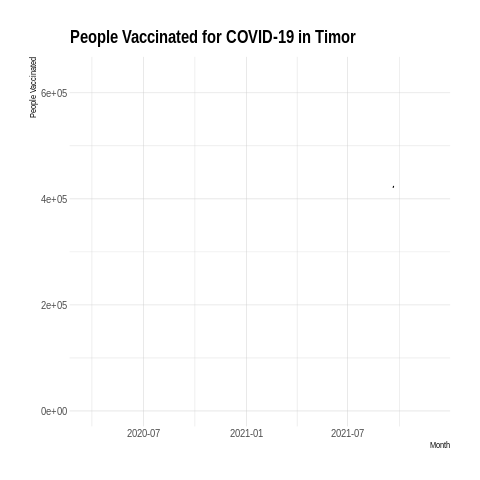 People Vaccinated for COVID-19 in Timor
People Vaccinated
6e+05
4e+05
2e+05
0e+00
2020-07
2021-01
2021-07
Month